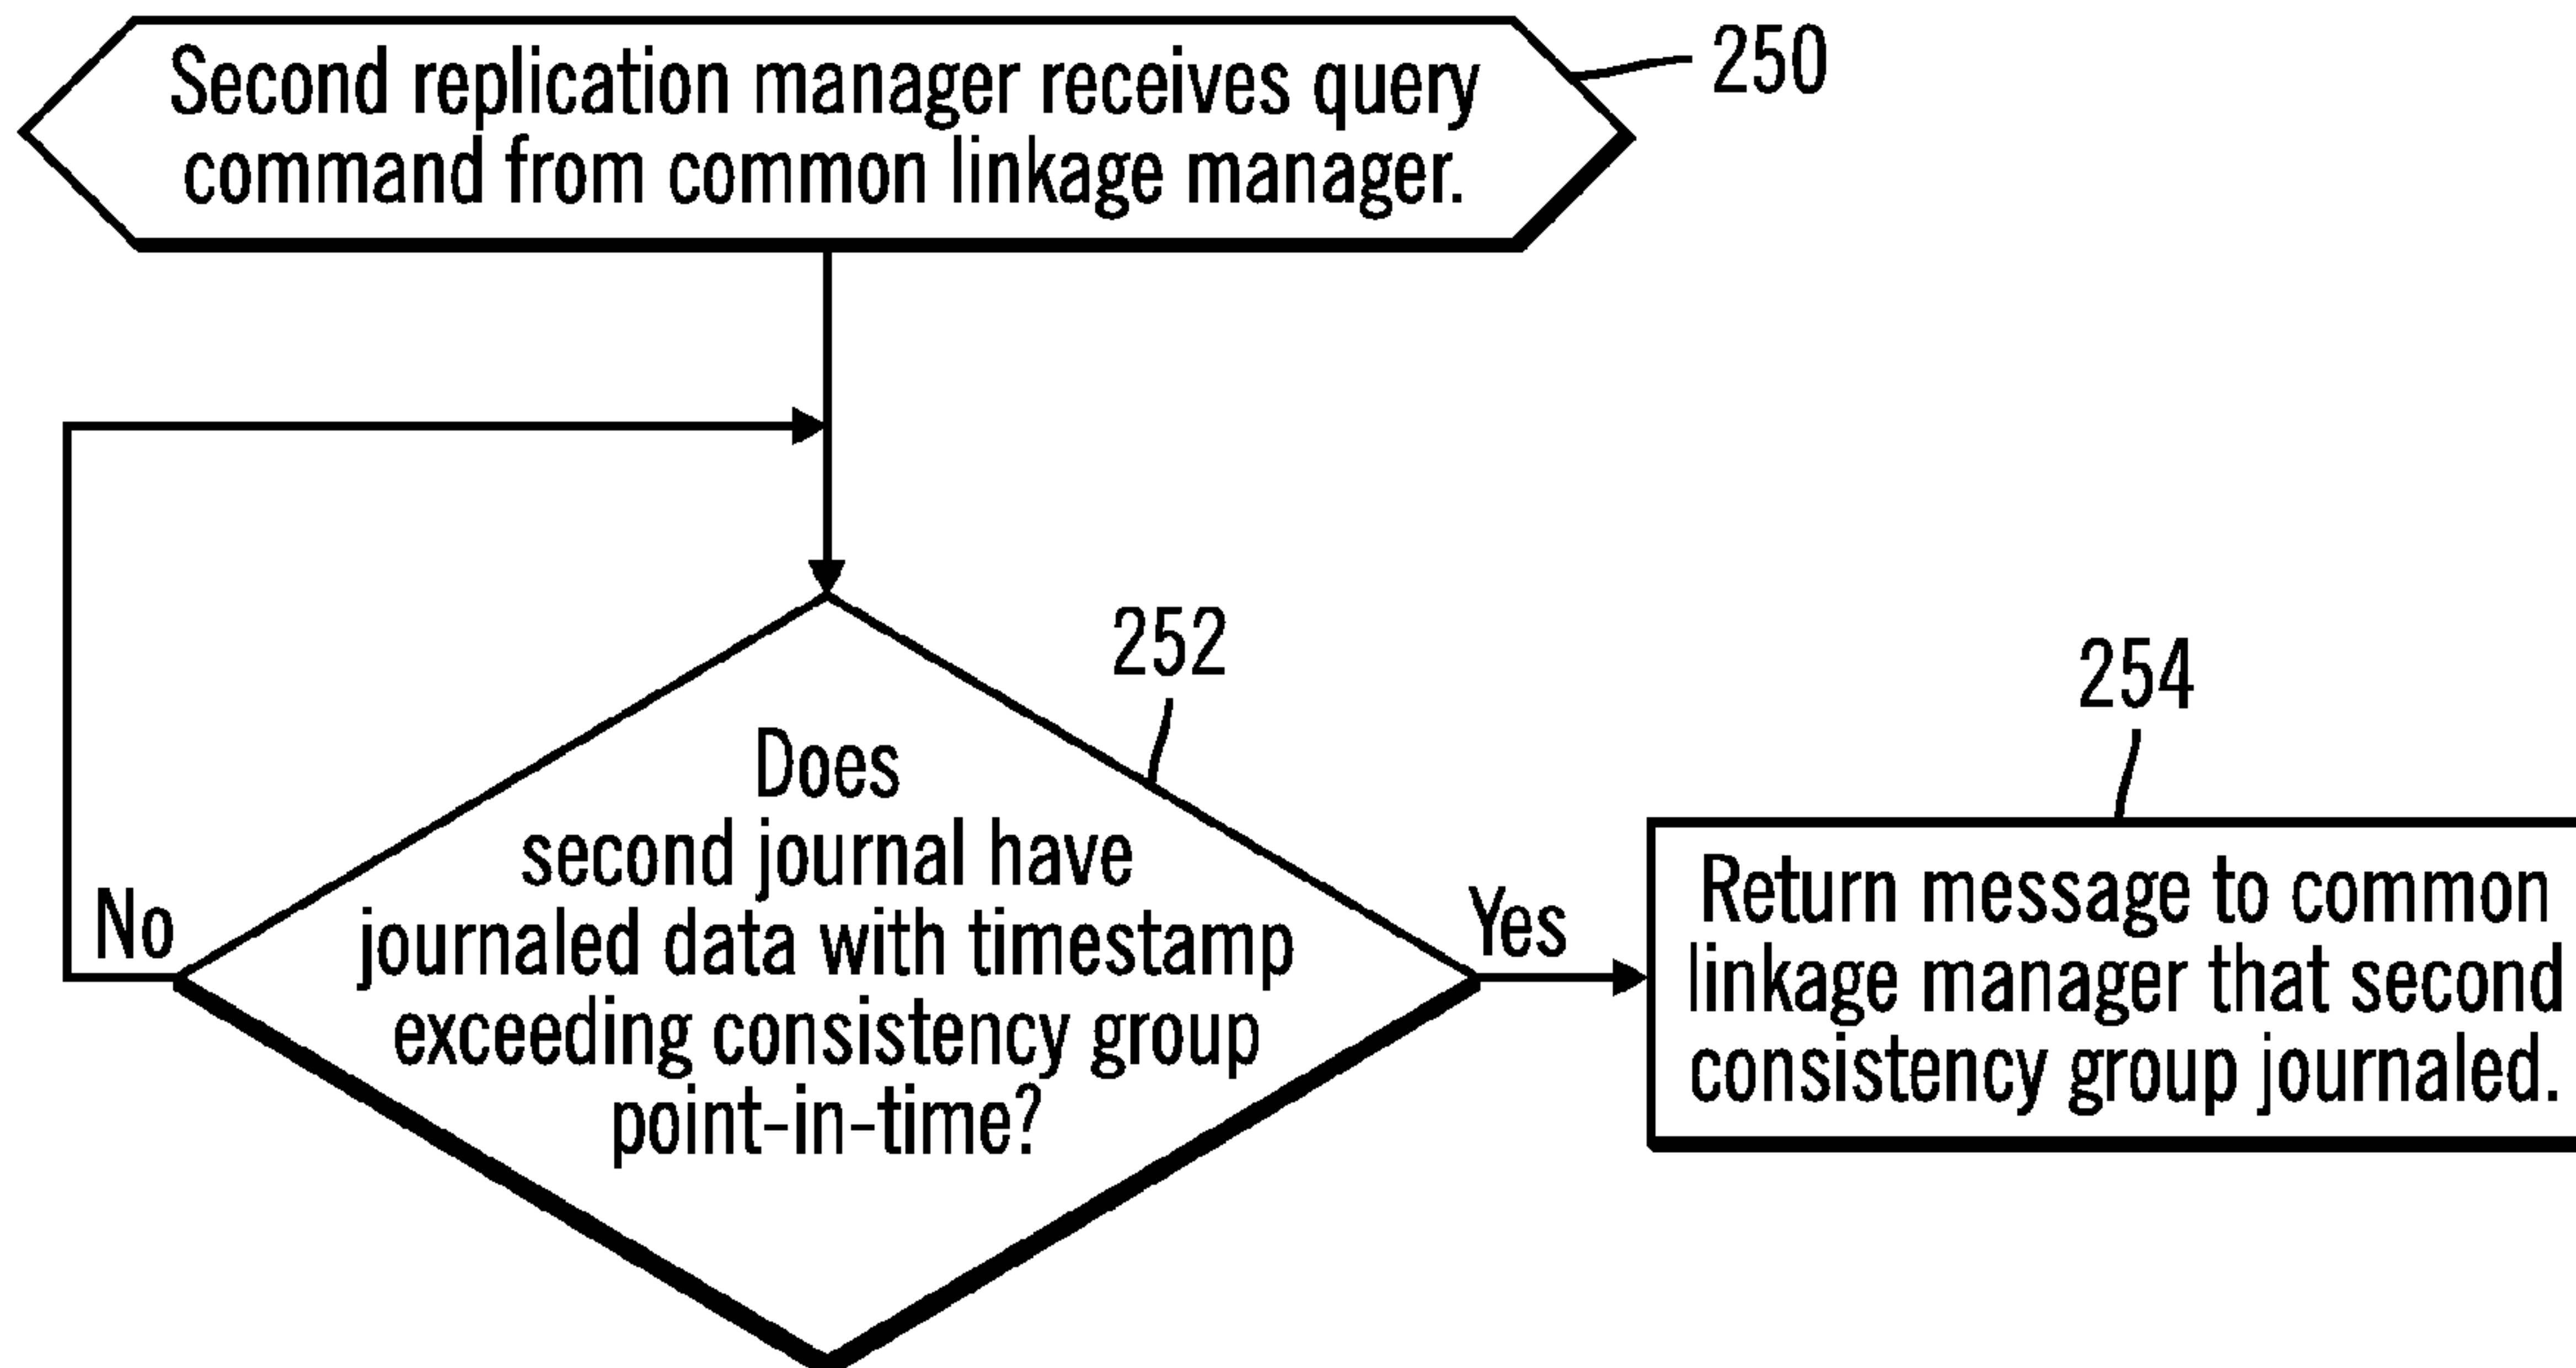 Second replication manager receives query
command from common linkage manager.
250
252
Does
second journal have
journaled data with timestamp
exceeding consistency group
point-in-time?
No
Yes
254
Return message to common
linkage manager that second
consistency group journaled.